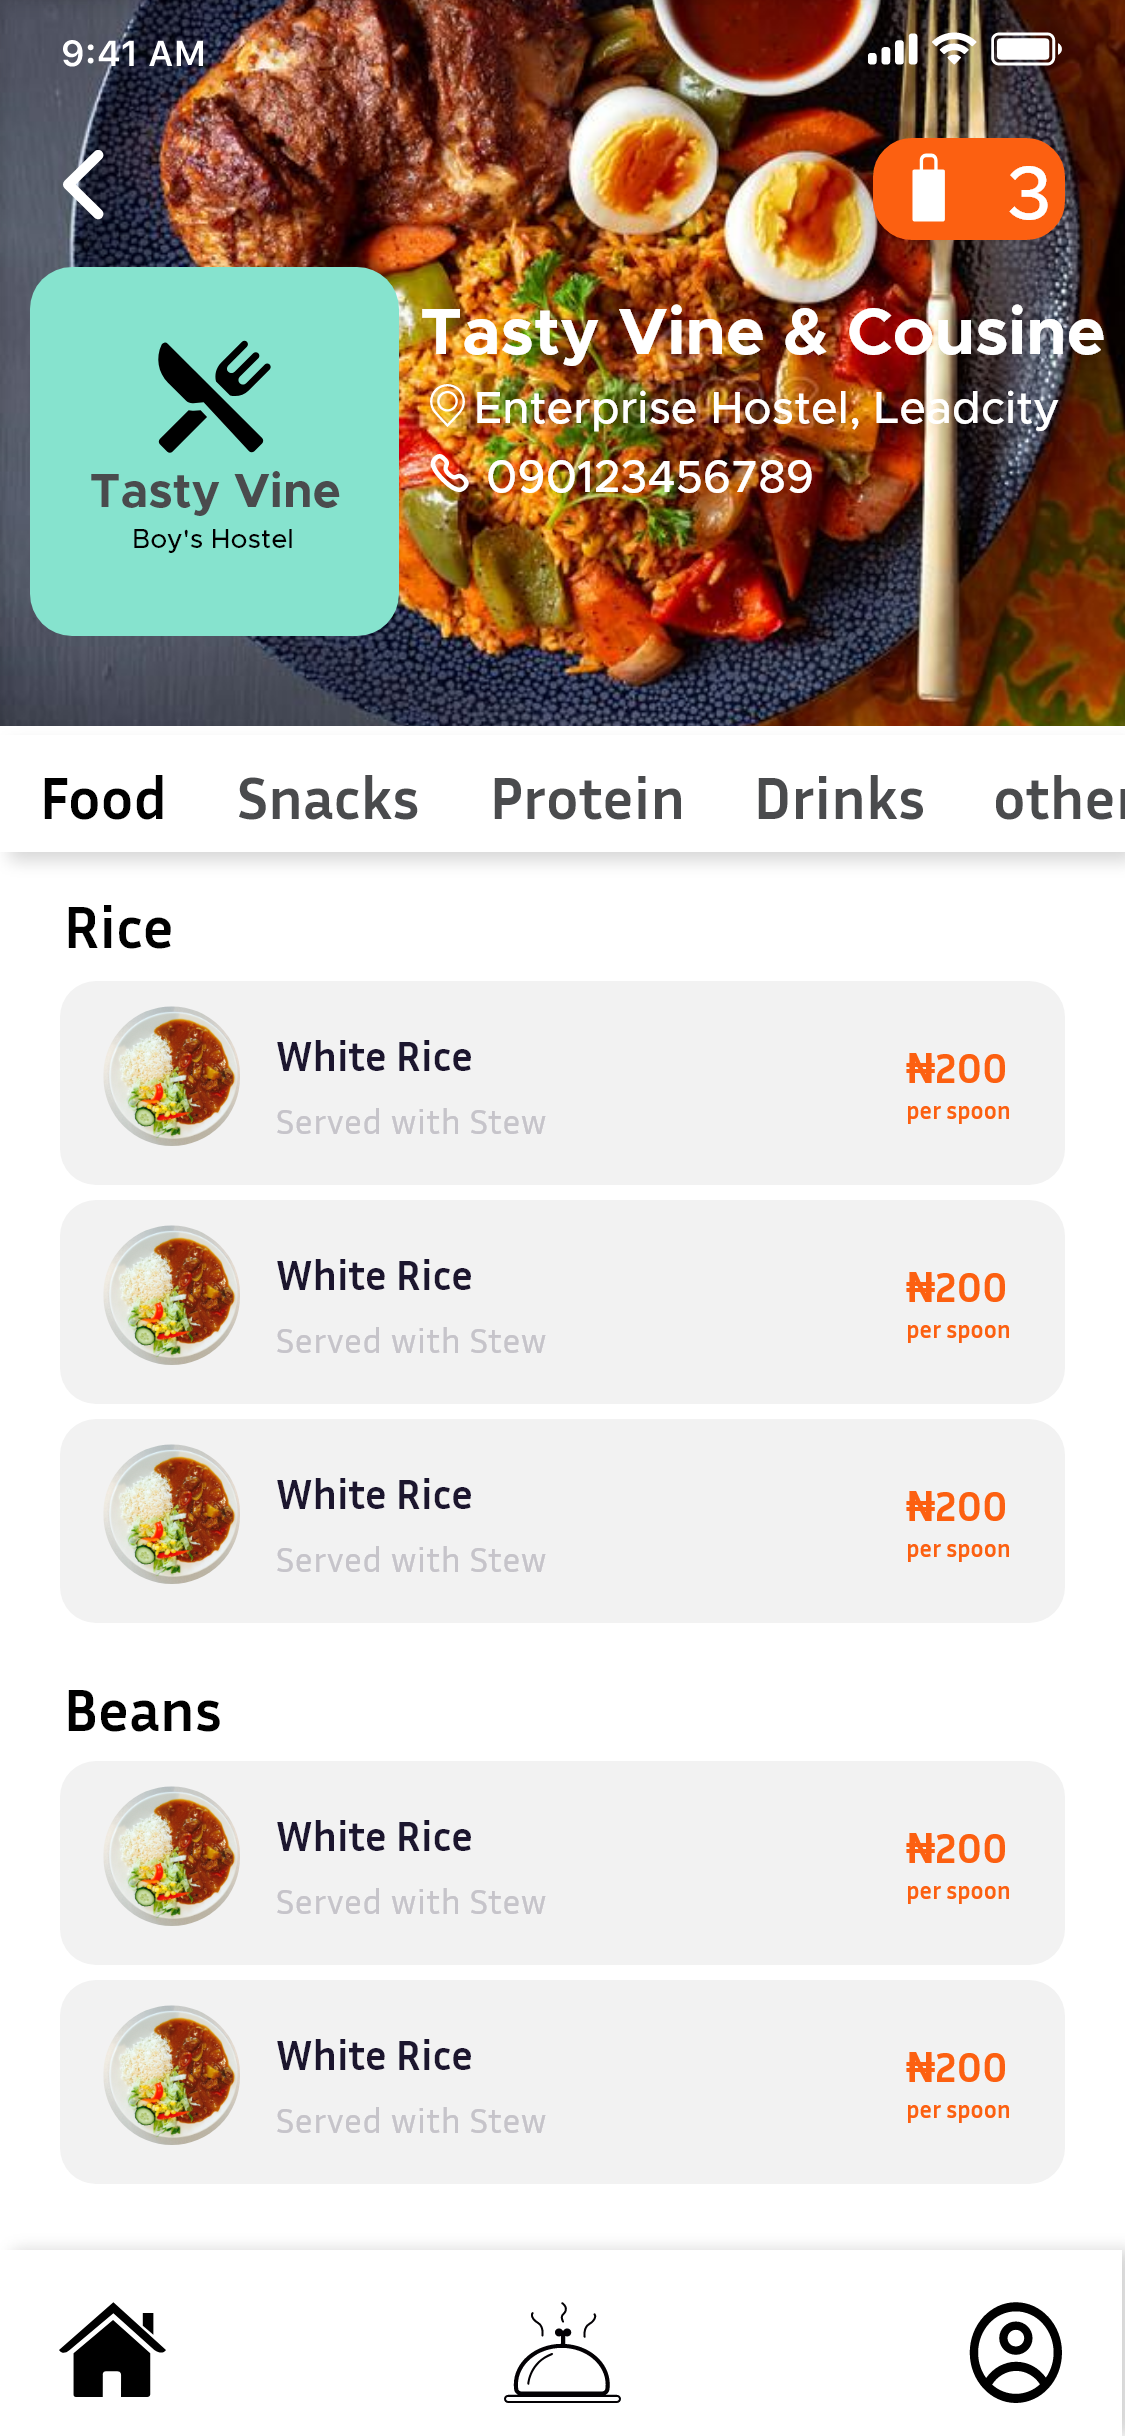 9:41 AM
3
Tasty Vine & Cousine
Enterprise Hostel, Leadcity
090123456789
Tasty Vine
Boy's Hostel
Food Snacks Protein Drinks other
Rice
White Rice
Served with Stew
₦200
per spoon
White Rice
Served with Stew
₦200
per spoon
White Rice
Served with Stew
₦200
per spoon
Beans
White Rice
Served with Stew
₦200
per spoon
White Rice
Served with Stew
₦200
per spoon